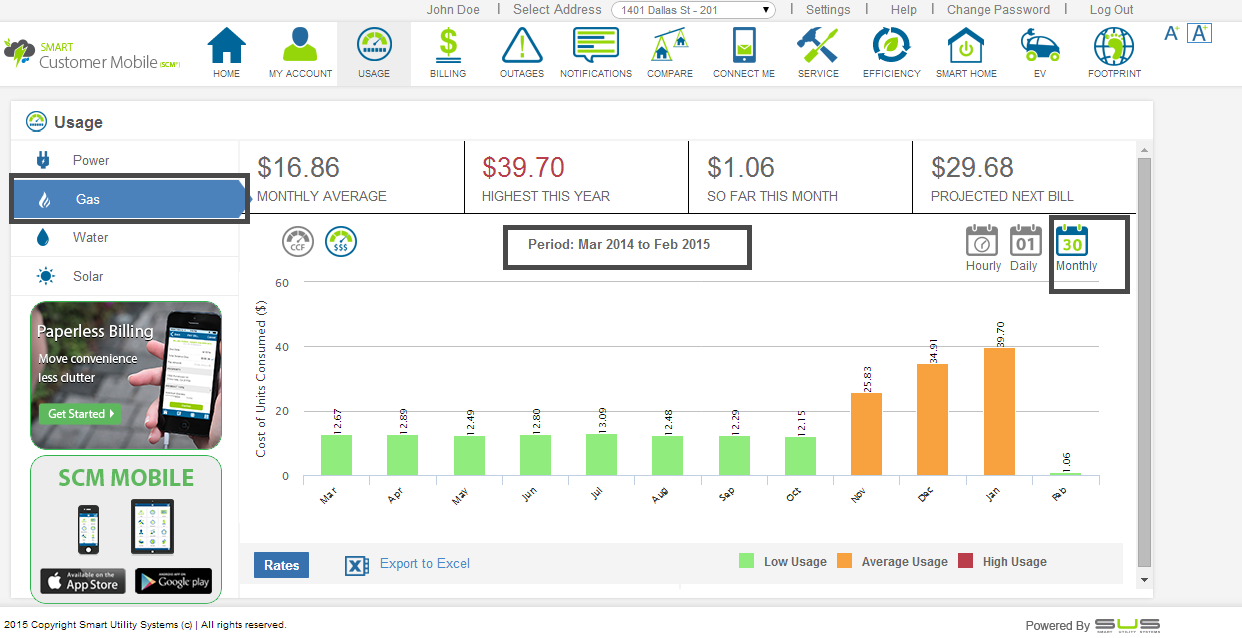 John Doe | Select Address 1401 Dallas St - 201 | Settings | Help | Change Password | Log Out
SMART
Customer Mobile (SCM®)
HOME MY ACCOUNT USAGE BILLING OUTAGES NOTIFICATIONS COMPARE CONNECT ME SERVICE EFFICIENCY SMART HOME EV FOOTPRINT
A+ A+
Usage
Power
Gas
Water
Solar
$16.86
MONTHLY AVERAGE
$39.70
HIGHEST THIS YEAR
$1.06
SO FAR THIS MONTH
$29.68
PROJECTED NEXT BILL
CCF
$$$
Period: Mar 2014 to Feb 2015
Hourly
01
Daily
30
Monthly
Cost of Units Consumed ($)
60
40
20
0
12.67 12.89 12.49 12.80 13.09 12.48 12.29 12.15 25.83 34.91 39.70 1.06
Mar Apr May Jun Jul Aug Sep Oct Nov Dec Jan Feb
Rates
Export to Excel
Low Usage Average Usage High Usage
Paperless Billing
Move convenience
less clutter
Get Started
SCM MOBILE
Available on the
App Store
ANDROID APP ON
Google play
2015 Copyright Smart Utility Systems (c) | All rights reserved.
Powered By SUS
SMART UTILITY SYSTEMS